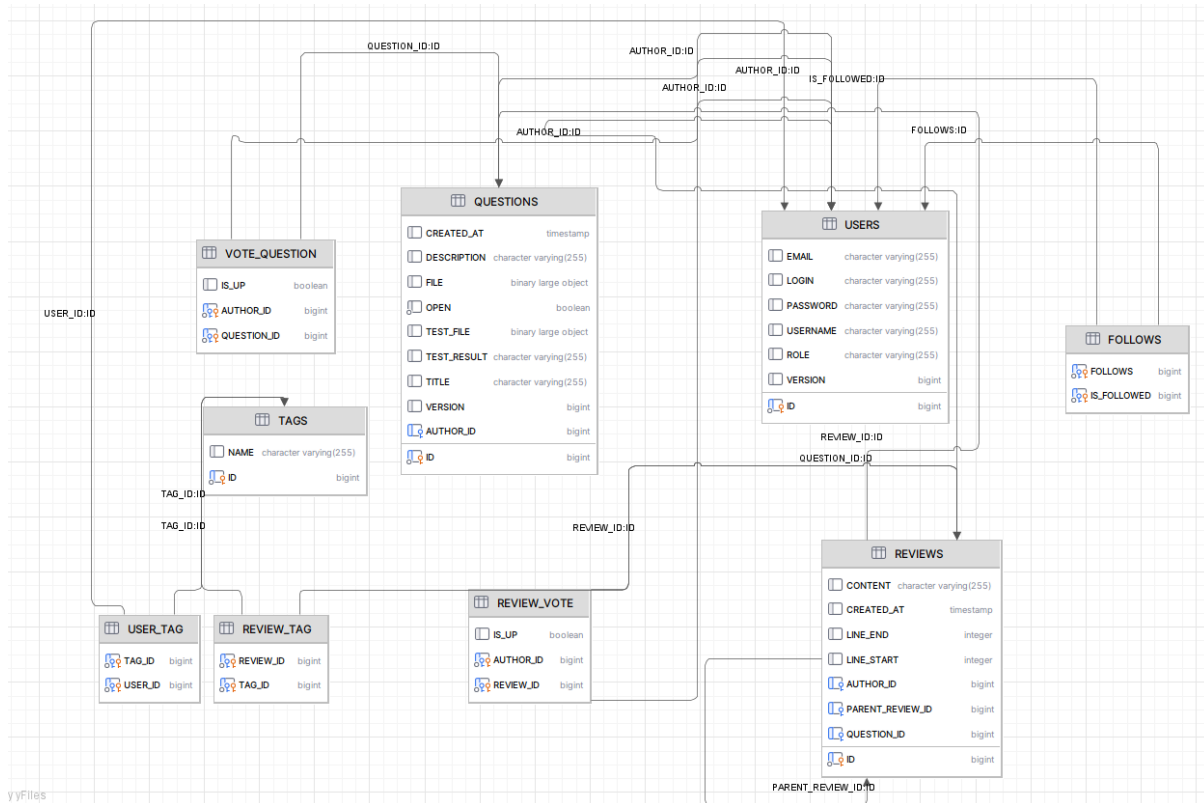 QUESTION_ID:ID
AUTHOR_ID:ID
AUTHOR_ID:ID
IS_FOLLOWED:ID
AUTHOR_ID:ID
AUTHOR_ID:ID
FOLLOWS:ID
QUESTIONS
CREATED_AT timestamp
DESCRIPTION character varying(255)
FILE binary large object
OPEN boolean
TEST_FILE binary large object
TEST_RESULT character varying(255)
TITLE character varying(255)
VERSION bigint
AUTHOR_ID bigint
ID bigint
USERS
EMAIL character varying(255)
LOGIN character varying(255)
PASSWORD character varying(255)
USERNAME character varying(255)
ROLE character varying(255)
VERSION bigint
ID bigint
VOTE_QUESTION
IS_UP boolean
AUTHOR_ID bigint
QUESTION_ID bigint
USER_ID:ID
FOLLOWS
FOLLOWS bigint
IS_FOLLOWED bigint
TAGS
NAME character varying(255)
ID bigint
REVIEW_ID:ID
QUESTION_ID:ID
TAG_ID:ID
TAG_ID:ID
REVIEW_ID:ID
REVIEWS
CONTENT character varying(255)
CREATED_AT timestamp
LINE_END integer
LINE_START integer
AUTHOR_ID bigint
PARENT_REVIEW_ID bigint
QUESTION_ID bigint
ID bigint
USER_TAG
TAG_ID bigint
USER_ID bigint
REVIEW_TAG
REVIEW_ID bigint
TAG_ID bigint
REVIEW_VOTE
IS_UP boolean
AUTHOR_ID bigint
REVIEW_ID bigint
PARENT_REVIEW_ID:ID
yFiles